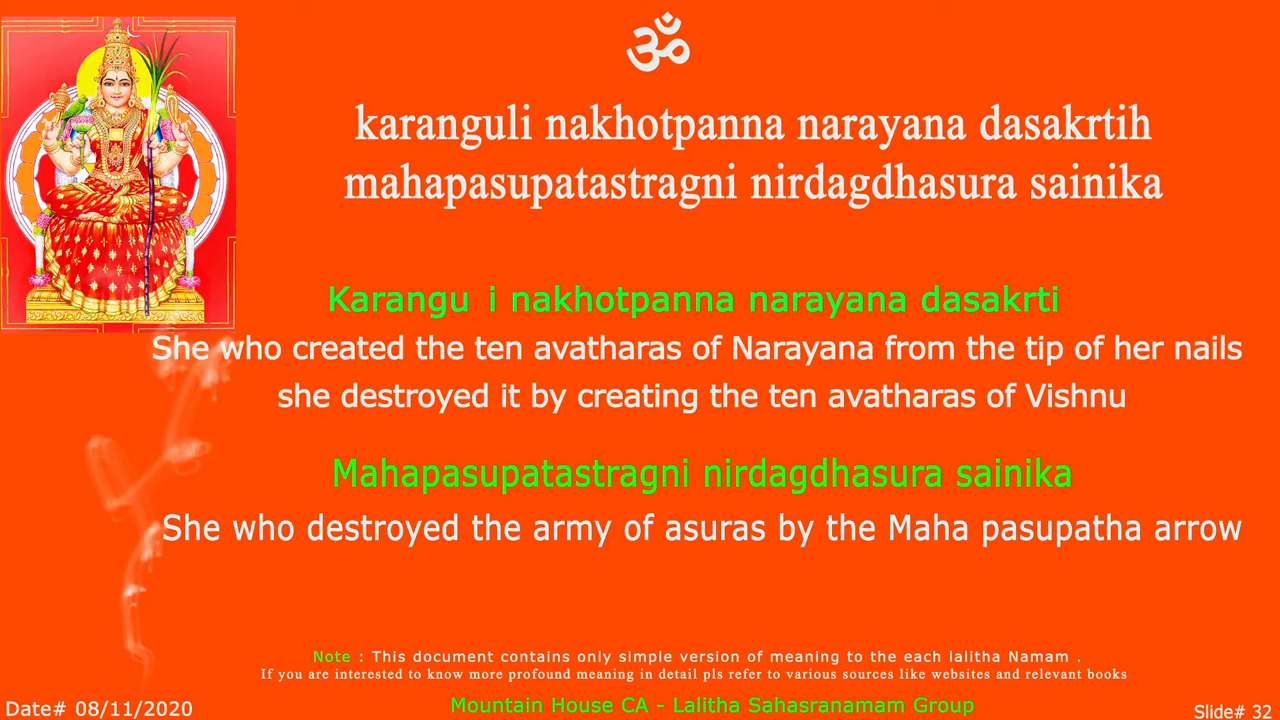 ॐ
karanguli nakhotpanna narayana dasakrtih
mahapasupatastragni nirdagdhasura sainika
Karangu i nakhotpanna narayana dasakrti
She who created the ten avatharas of Narayana from the tip of her nails
she destroyed it by creating the ten avatharas of Vishnu
Mahapasupatastragni nirdagdhasura sainika
She who destroyed the army of asuras by the Maha pasupatha arrow
Note : This document contains only simple version of meaning to the each lalitha Namam .
If you are interested to know more profound meaning in detail pls refer to various sources like websites and relevant books
Mountain House CA - Lalitha Sahasranamam Group
Date# 08/11/2020
Slide# 32